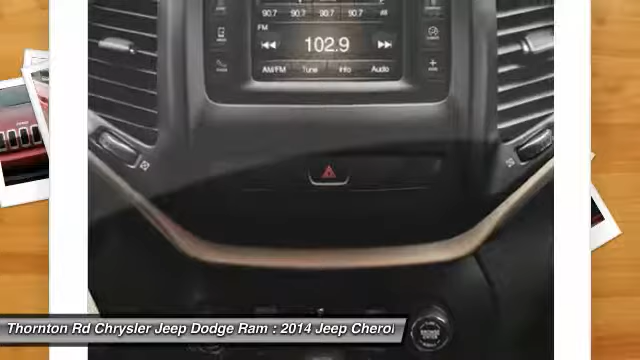 90.7 90.7 90.7 90.7
FM
102.9
AM/FM Tune Info Audio
Thornton Rd Chrysler Jeep Dodge Ram : 2014 Jeep Cherol